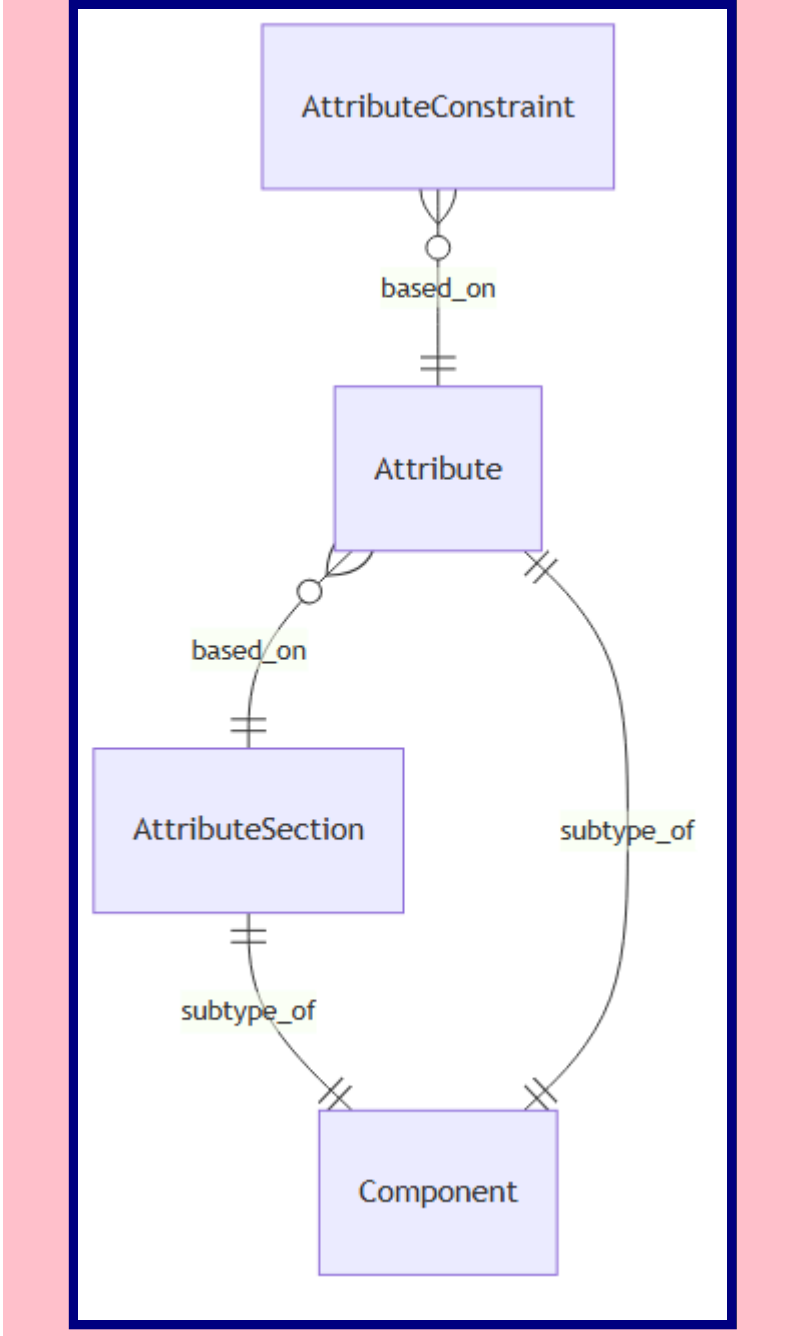 AttributeConstraint
based_on
Attribute
based_on
AttributeSection
subtype_of
subtype_of
Component